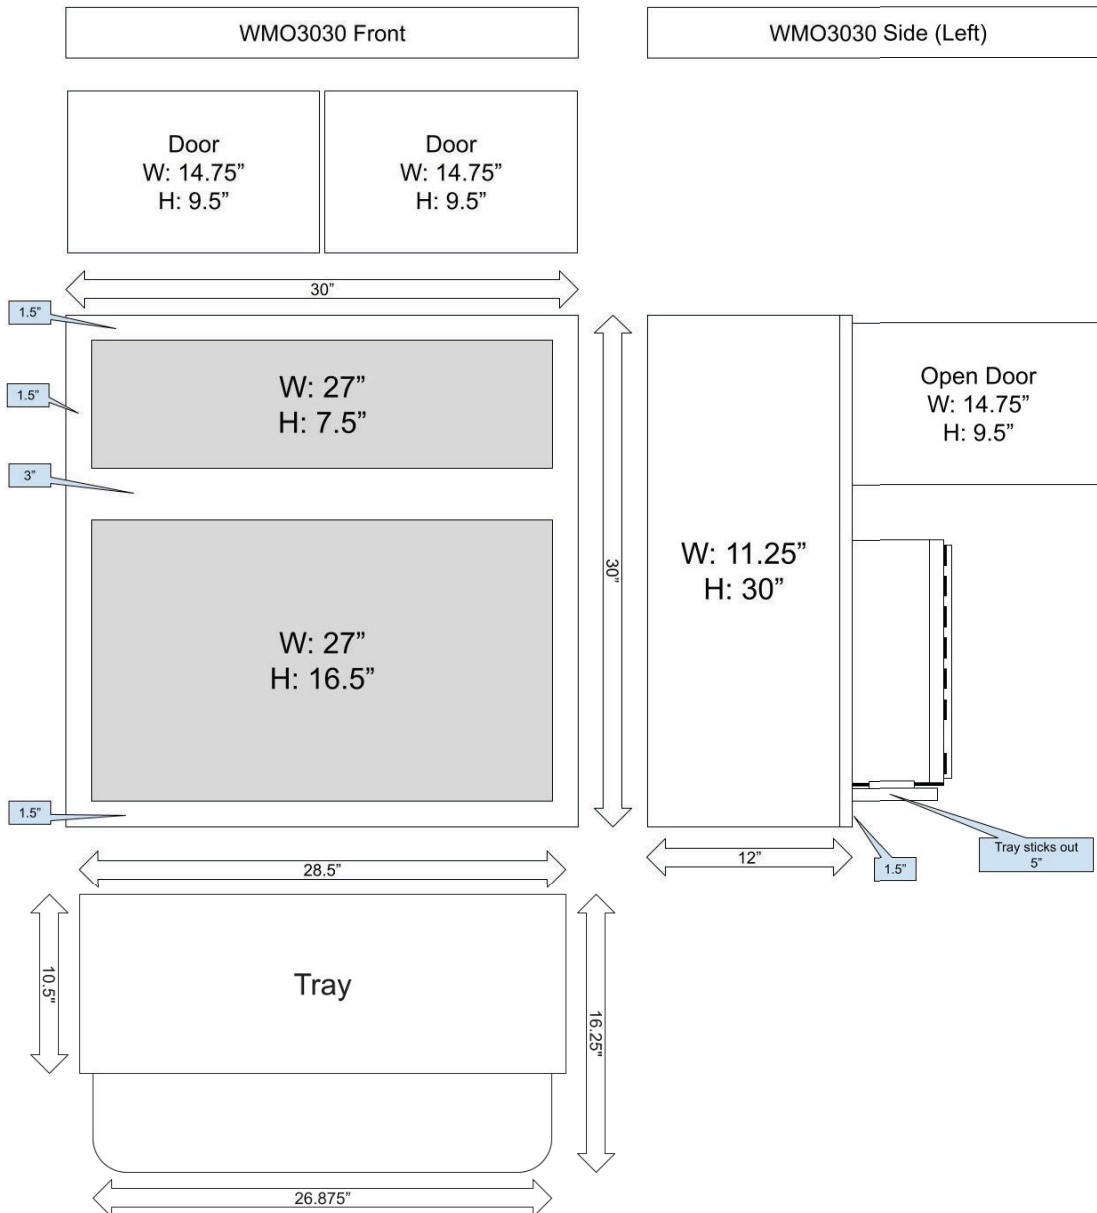 WMO3030 Front
WMO3030 Side (Left)
Door
W: 14.75”
H: 9.5”
Door
W: 14.75”
H: 9.5”
30”
1.5”
1.5”
3”
W: 27”
H: 7.5”
W: 27”
H: 16.5”
1.5”
30”
Open Door
W: 14.75”
H: 9.5”
W: 11.25”
H: 30”
12”
1.5”
Tray sticks out
5”
28.5”
10.5"
Tray
16.25"
26.875”